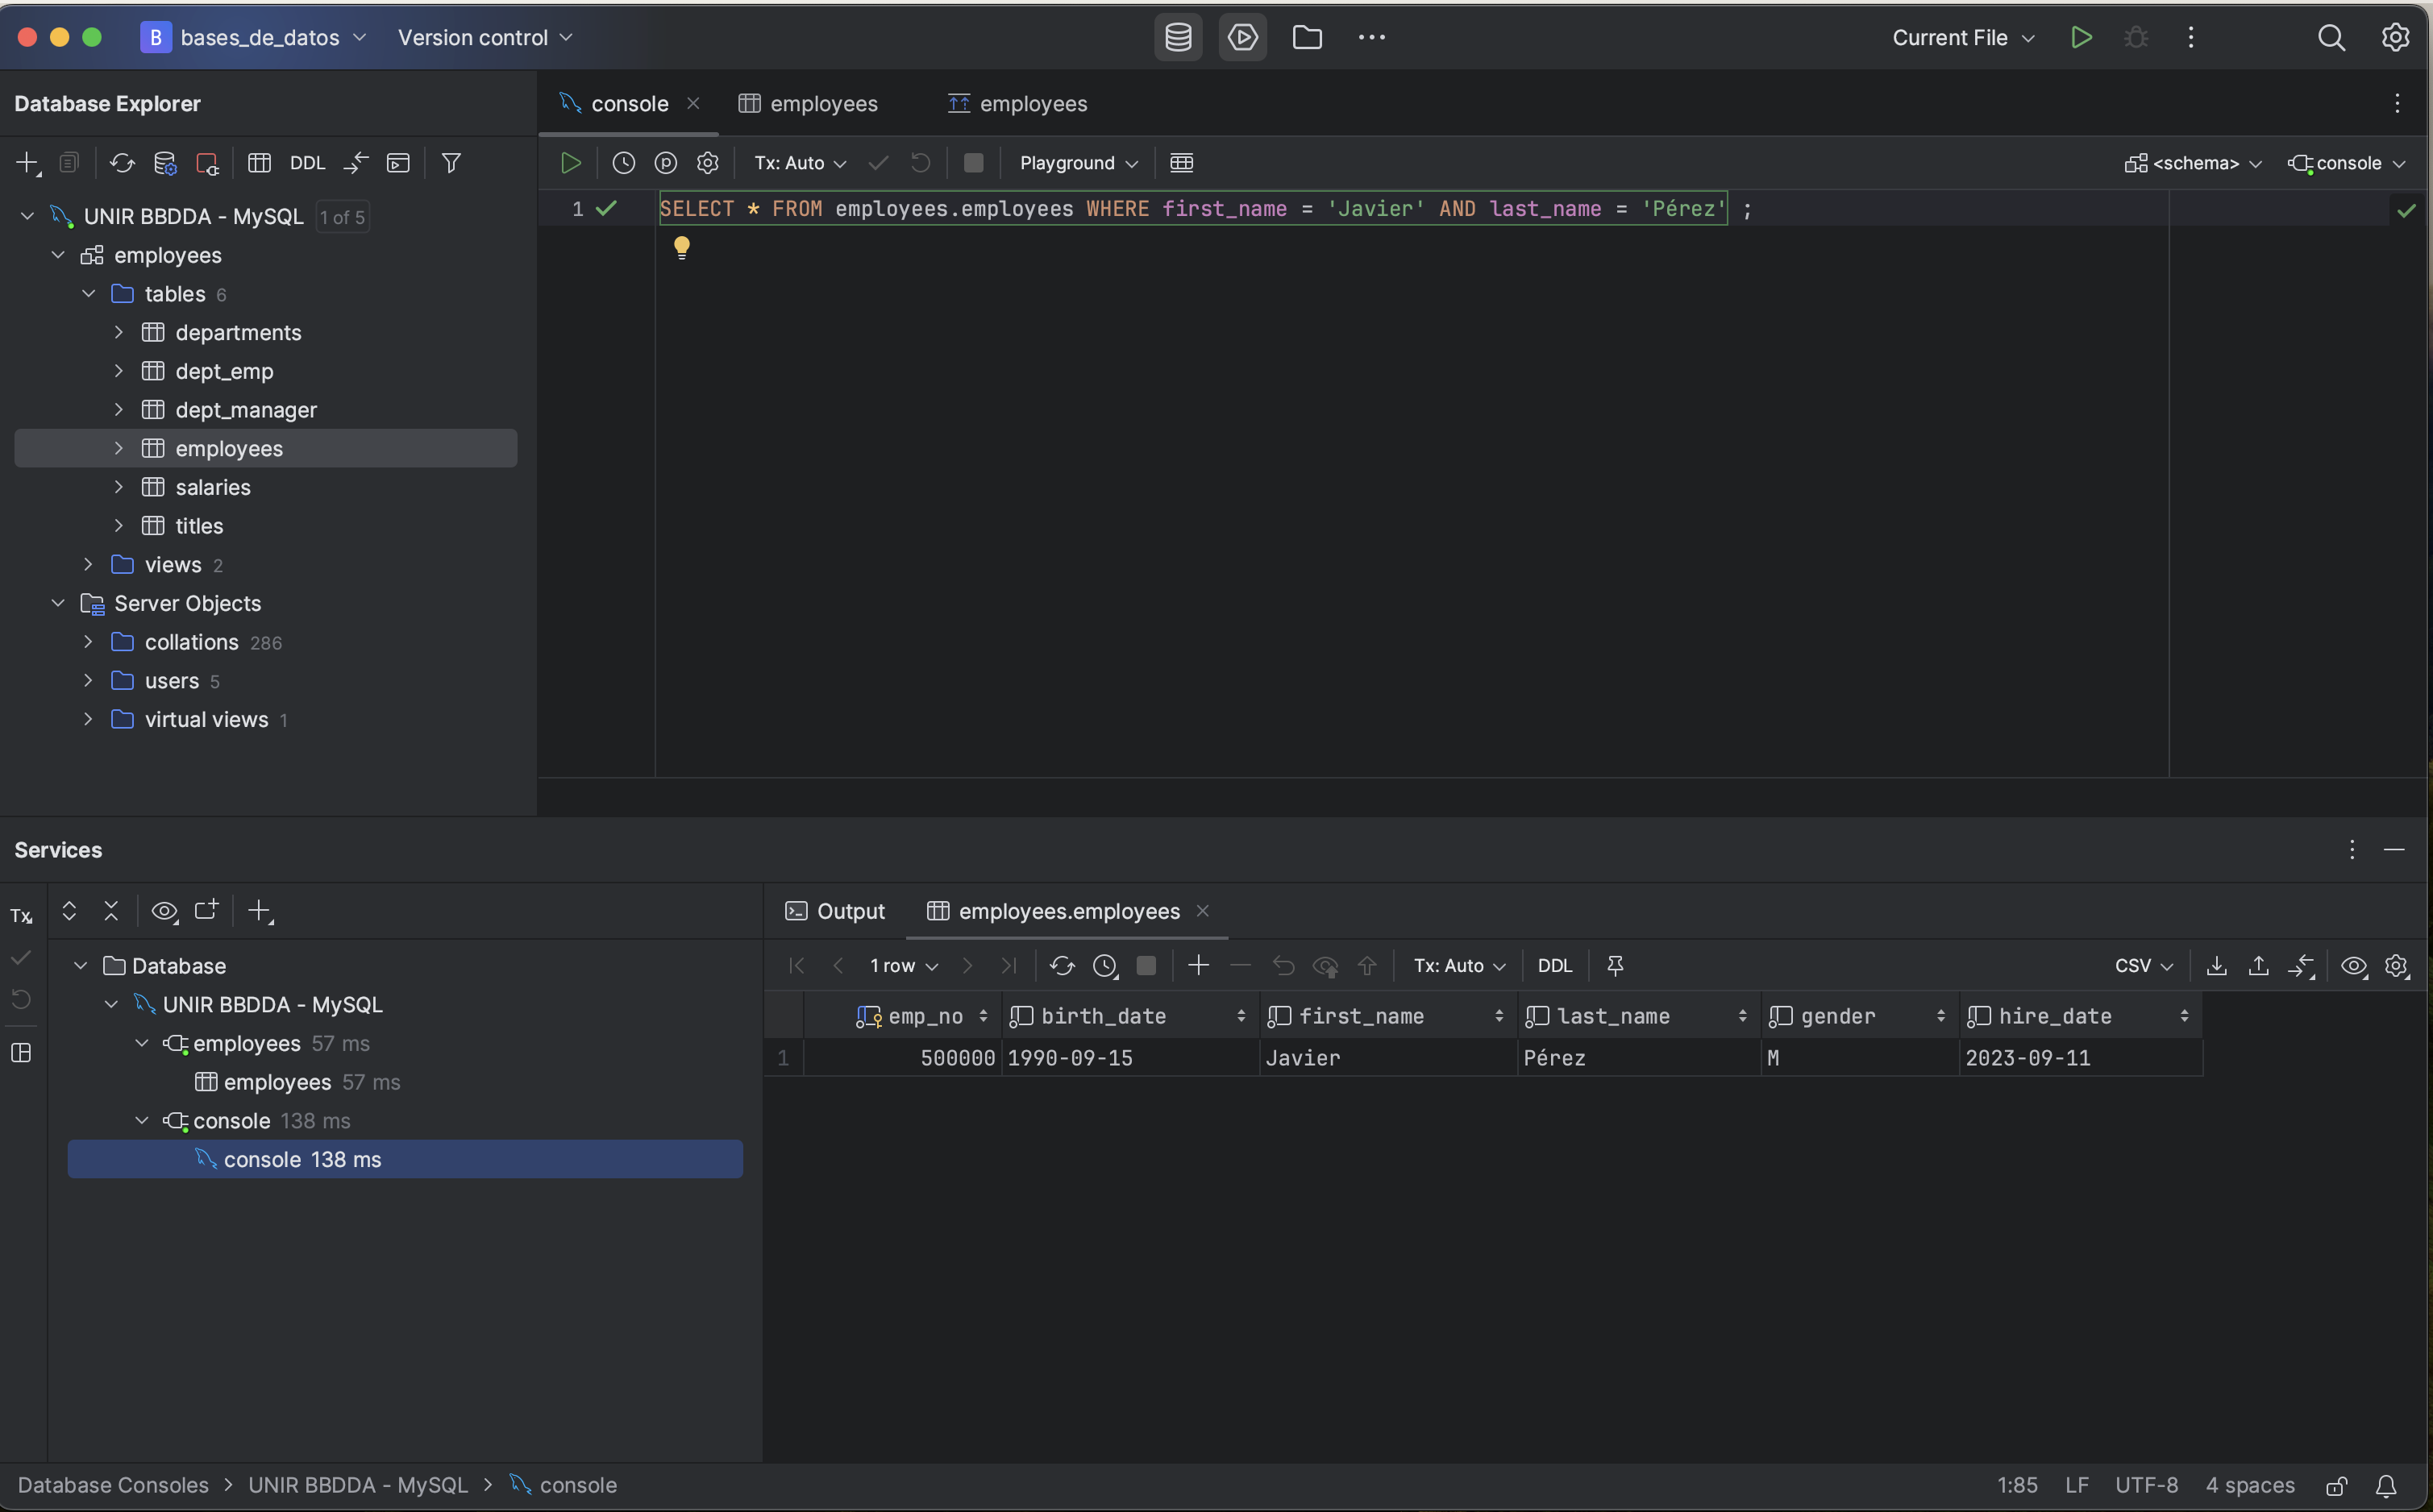 B bases_de_datos Version control Current File
Database Explorer
console employees employees
DDL Tx: Auto Playground <schema> console
UNIR BBDDA - MySQL 1 of 5
1 SELECT * FROM employees.employees WHERE first_name = 'Javier' AND last_name = 'Pérez' ;
employees
tables 6
departments
dept_emp
dept_manager
employees
salaries
titles
views 2
Server Objects
collations 286
users 5
virtual views 1
Services
Tx
Output employees.employees
1 row Tx: Auto DDL CSV
Database
UNIR BBDDA - MySQL
employees 57 ms
employees 57 ms
console 138 ms
console 138 ms
emp_no birth_date first_name last_name gender hire_date
1 500000 1990-09-15 Javier Pérez M 2023-09-11
Database Consoles > UNIR BBDDA - MySQL > console 1:85 LF UTF-8 4 spaces